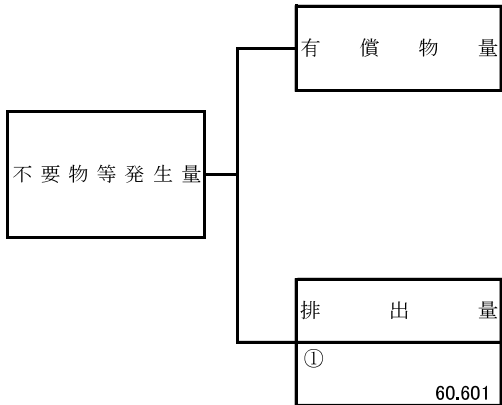 有償物量
不要物等発生量
排出量
①
60.601